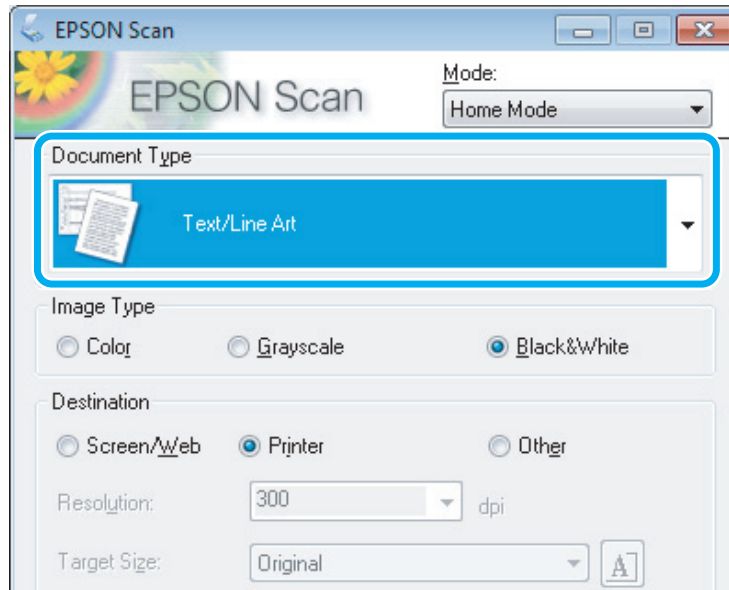 EPSON Scan
EPSON Scan
Mode:
Home Mode
Document Type
Text/Line Art
Image Type
Color Grayscale Black&White
Destination
Screen/Web Printer Other
Resolution: 300 dpi
Target Size: Original A